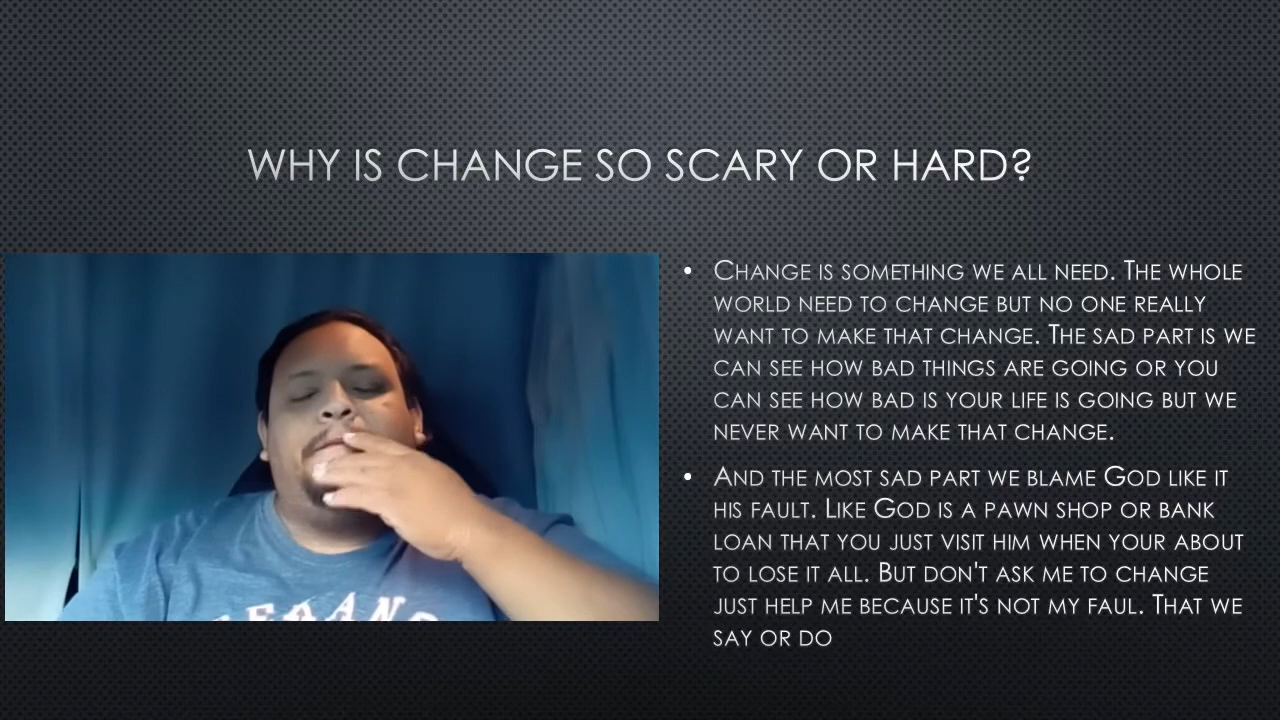 WHY IS CHANGE SO SCARY OR HARD?
• CHANGE IS SOMETHING WE ALL NEED. THE WHOLE
WORLD NEED TO CHANGE BUT NO ONE REALLY
WANT TO MAKE THAT CHANGE. THE SAD PART IS WE
CAN SEE HOW BAD THINGS ARE GOING OR YOU
CAN SEE HOW BAD IS YOUR LIFE IS GOING BUT WE
NEVER WANT TO MAKE THAT CHANGE.
• AND THE MOST SAD PART WE BLAME GOD LIKE IT
HIS FAULT. LIKE GOD IS A PAWN SHOP OR BANK
LOAN THAT YOU JUST VISIT HIM WHEN YOUR ABOUT
TO LOSE IT ALL. BUT DON'T ASK ME TO CHANGE
JUST HELP ME BECAUSE IT'S NOT MY FAUL. THAT WE
SAY OR DO